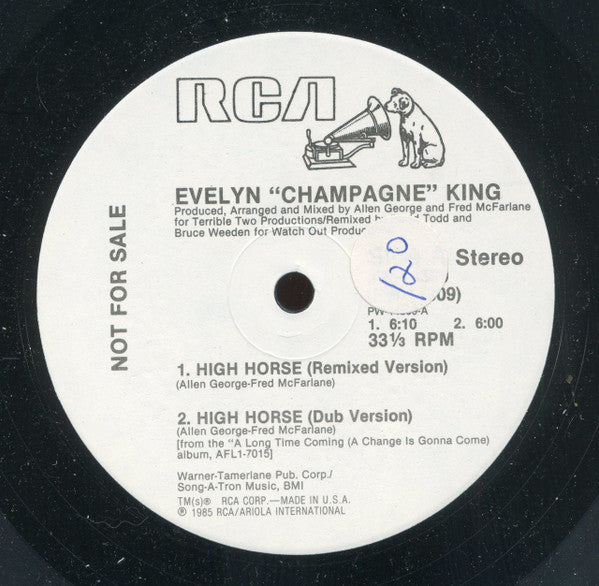 RCA
EVELYN "CHAMPAGNE" KING
Produced, Arranged and Mixed by Allen George and Fred McFarlane
for Terrible Two Productions/Remixed Todd and
Bruce Weeden for Watch Out
NOT FOR SALE
120
Stereo
09)
1. 6:10 2. 6:00
33⅓ RPM
1. HIGH HORSE (Remixed Version)
(Allen George-Fred McFarlane)
2. HIGH HORSE (Dub Version)
(Allen George-Fred McFarlane)
[from the "A Long Time Coming (A Change Is Gonna Come)
album, AFL1-7015]
Warner-Tamerlane Pub. Corp./
Song-A-Tron Music, BMI
TM(s)® RCA CORP.—MADE IN U.S.A.
℗ 1985 RCA/ARIOLA INTERNATIONAL